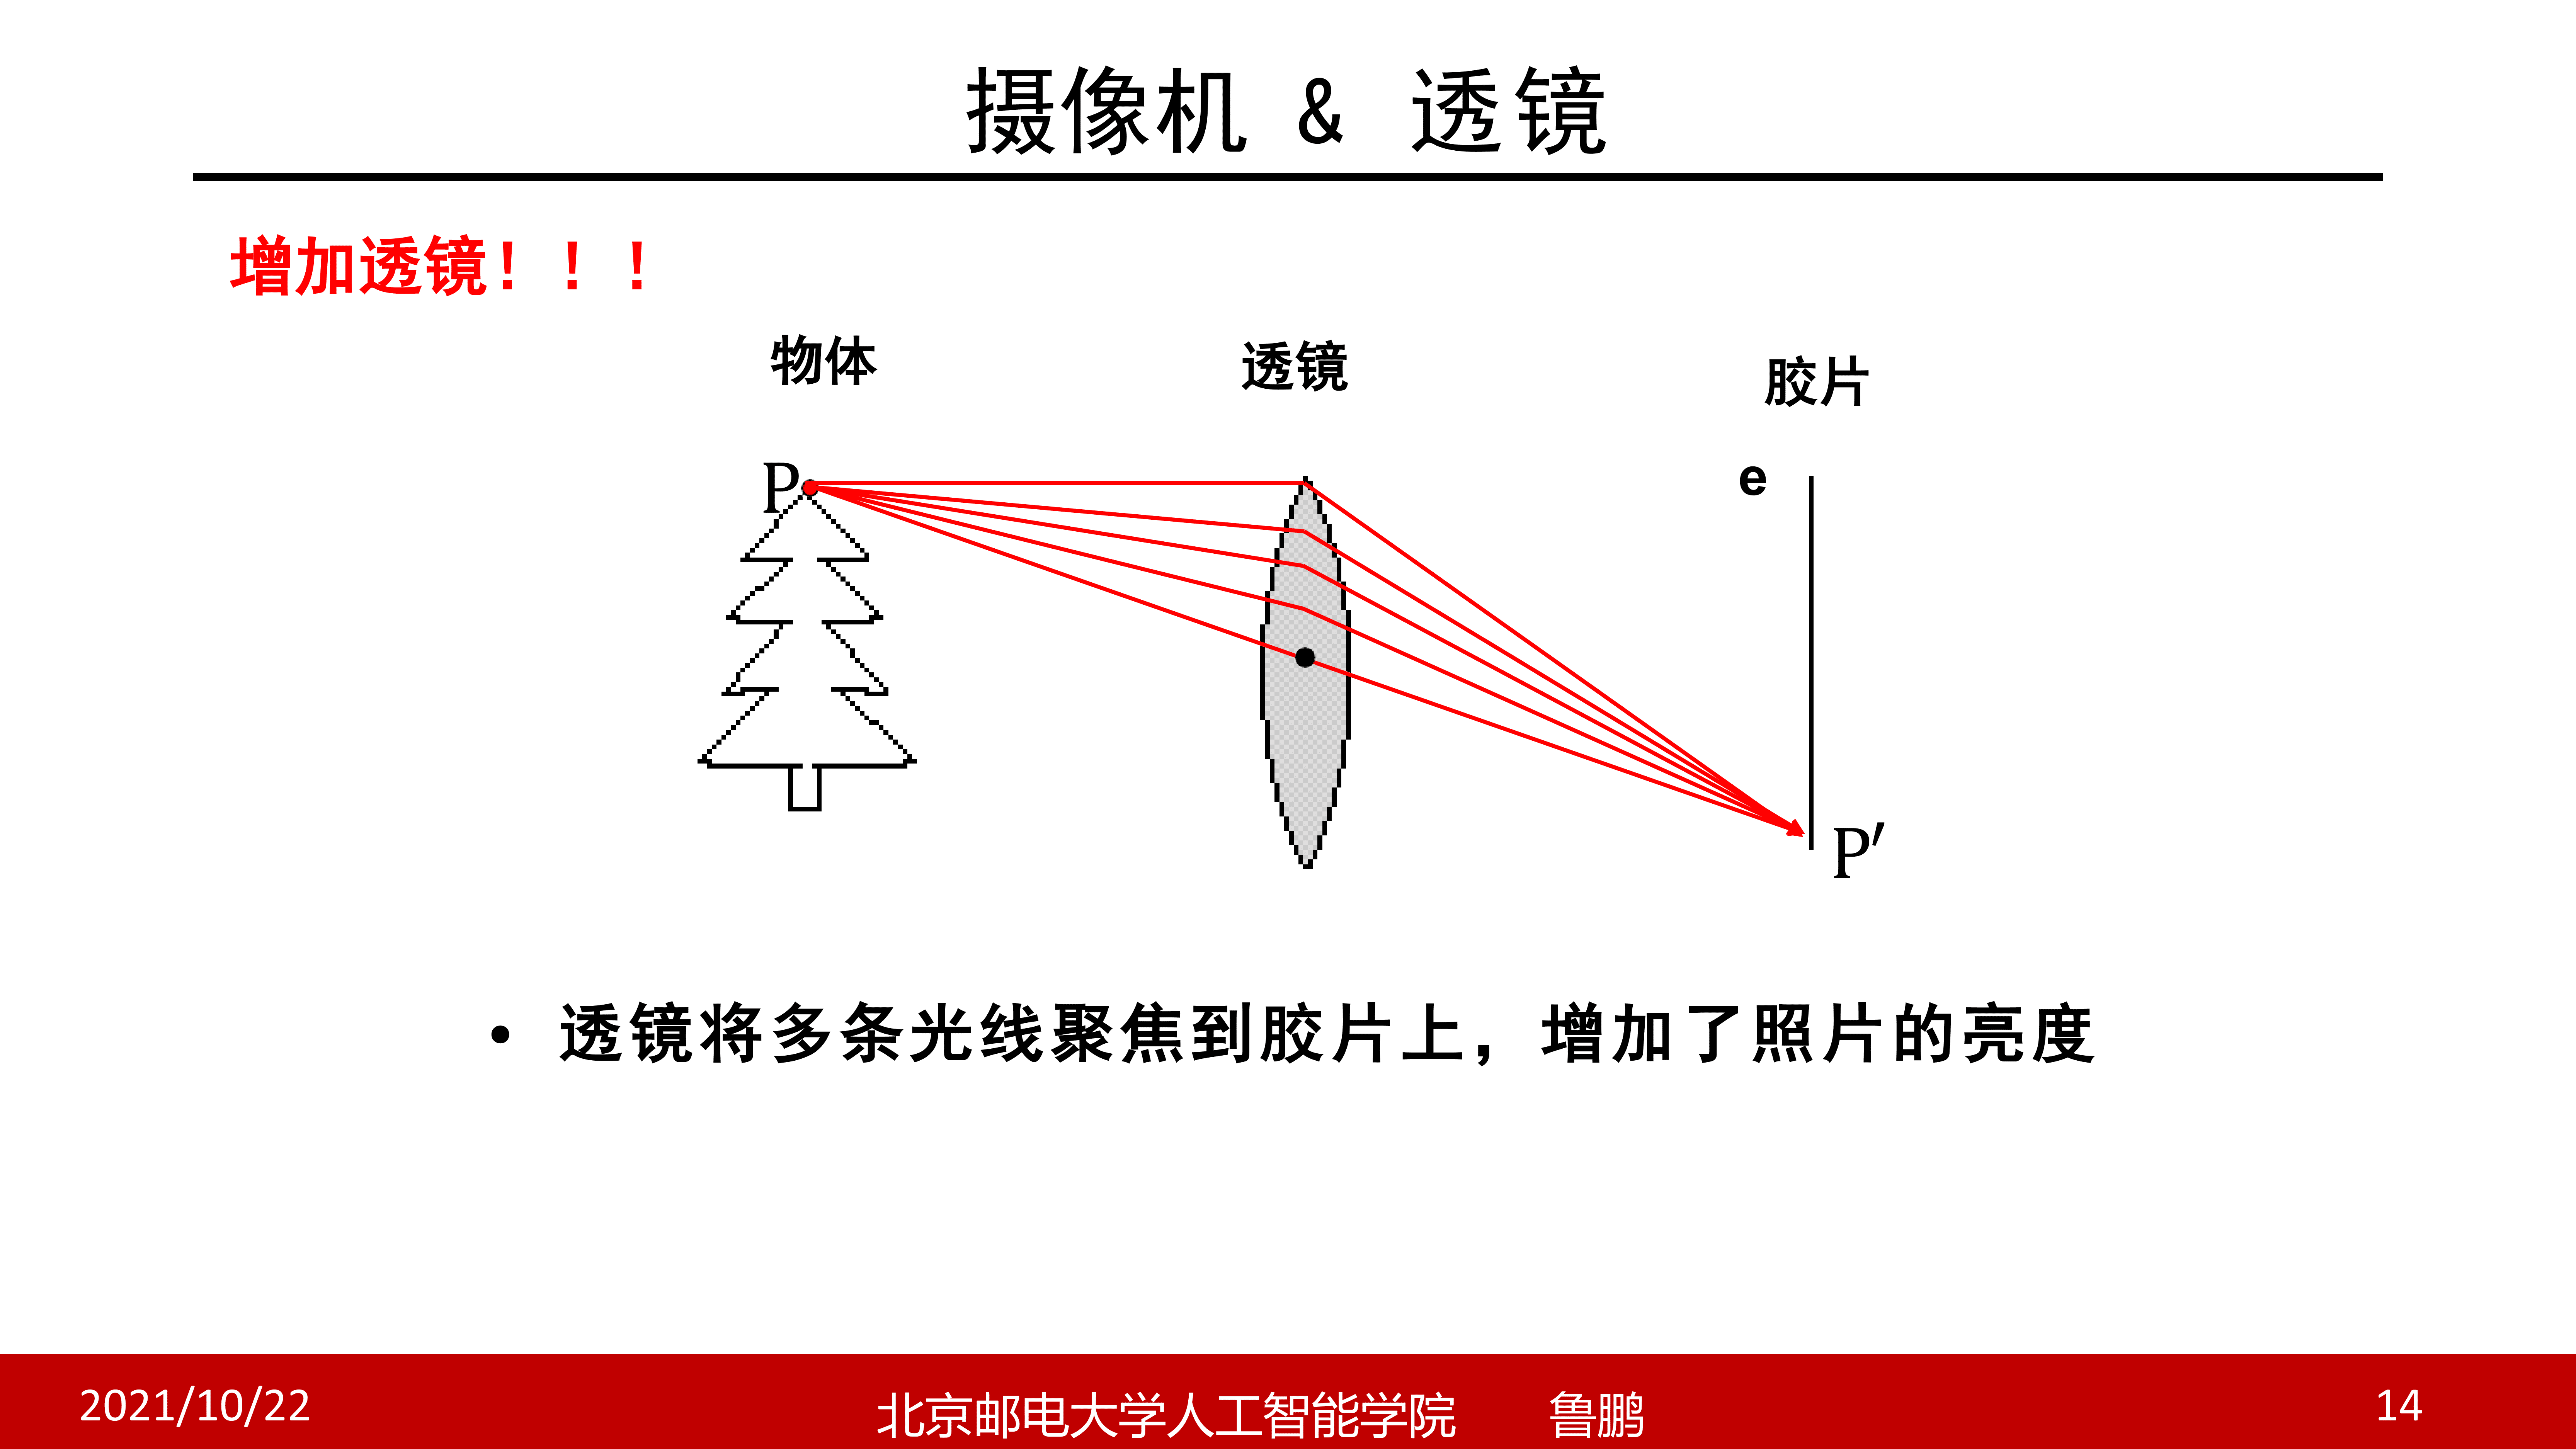 摄像机 & 透镜
增加透镜！！！
物体
透镜
胶片
P
e
P′
• 透镜将多条光线聚焦到胶片上，增加了照片的亮度
2021/10/22
北京邮电大学人工智能学院 鲁鹏
14